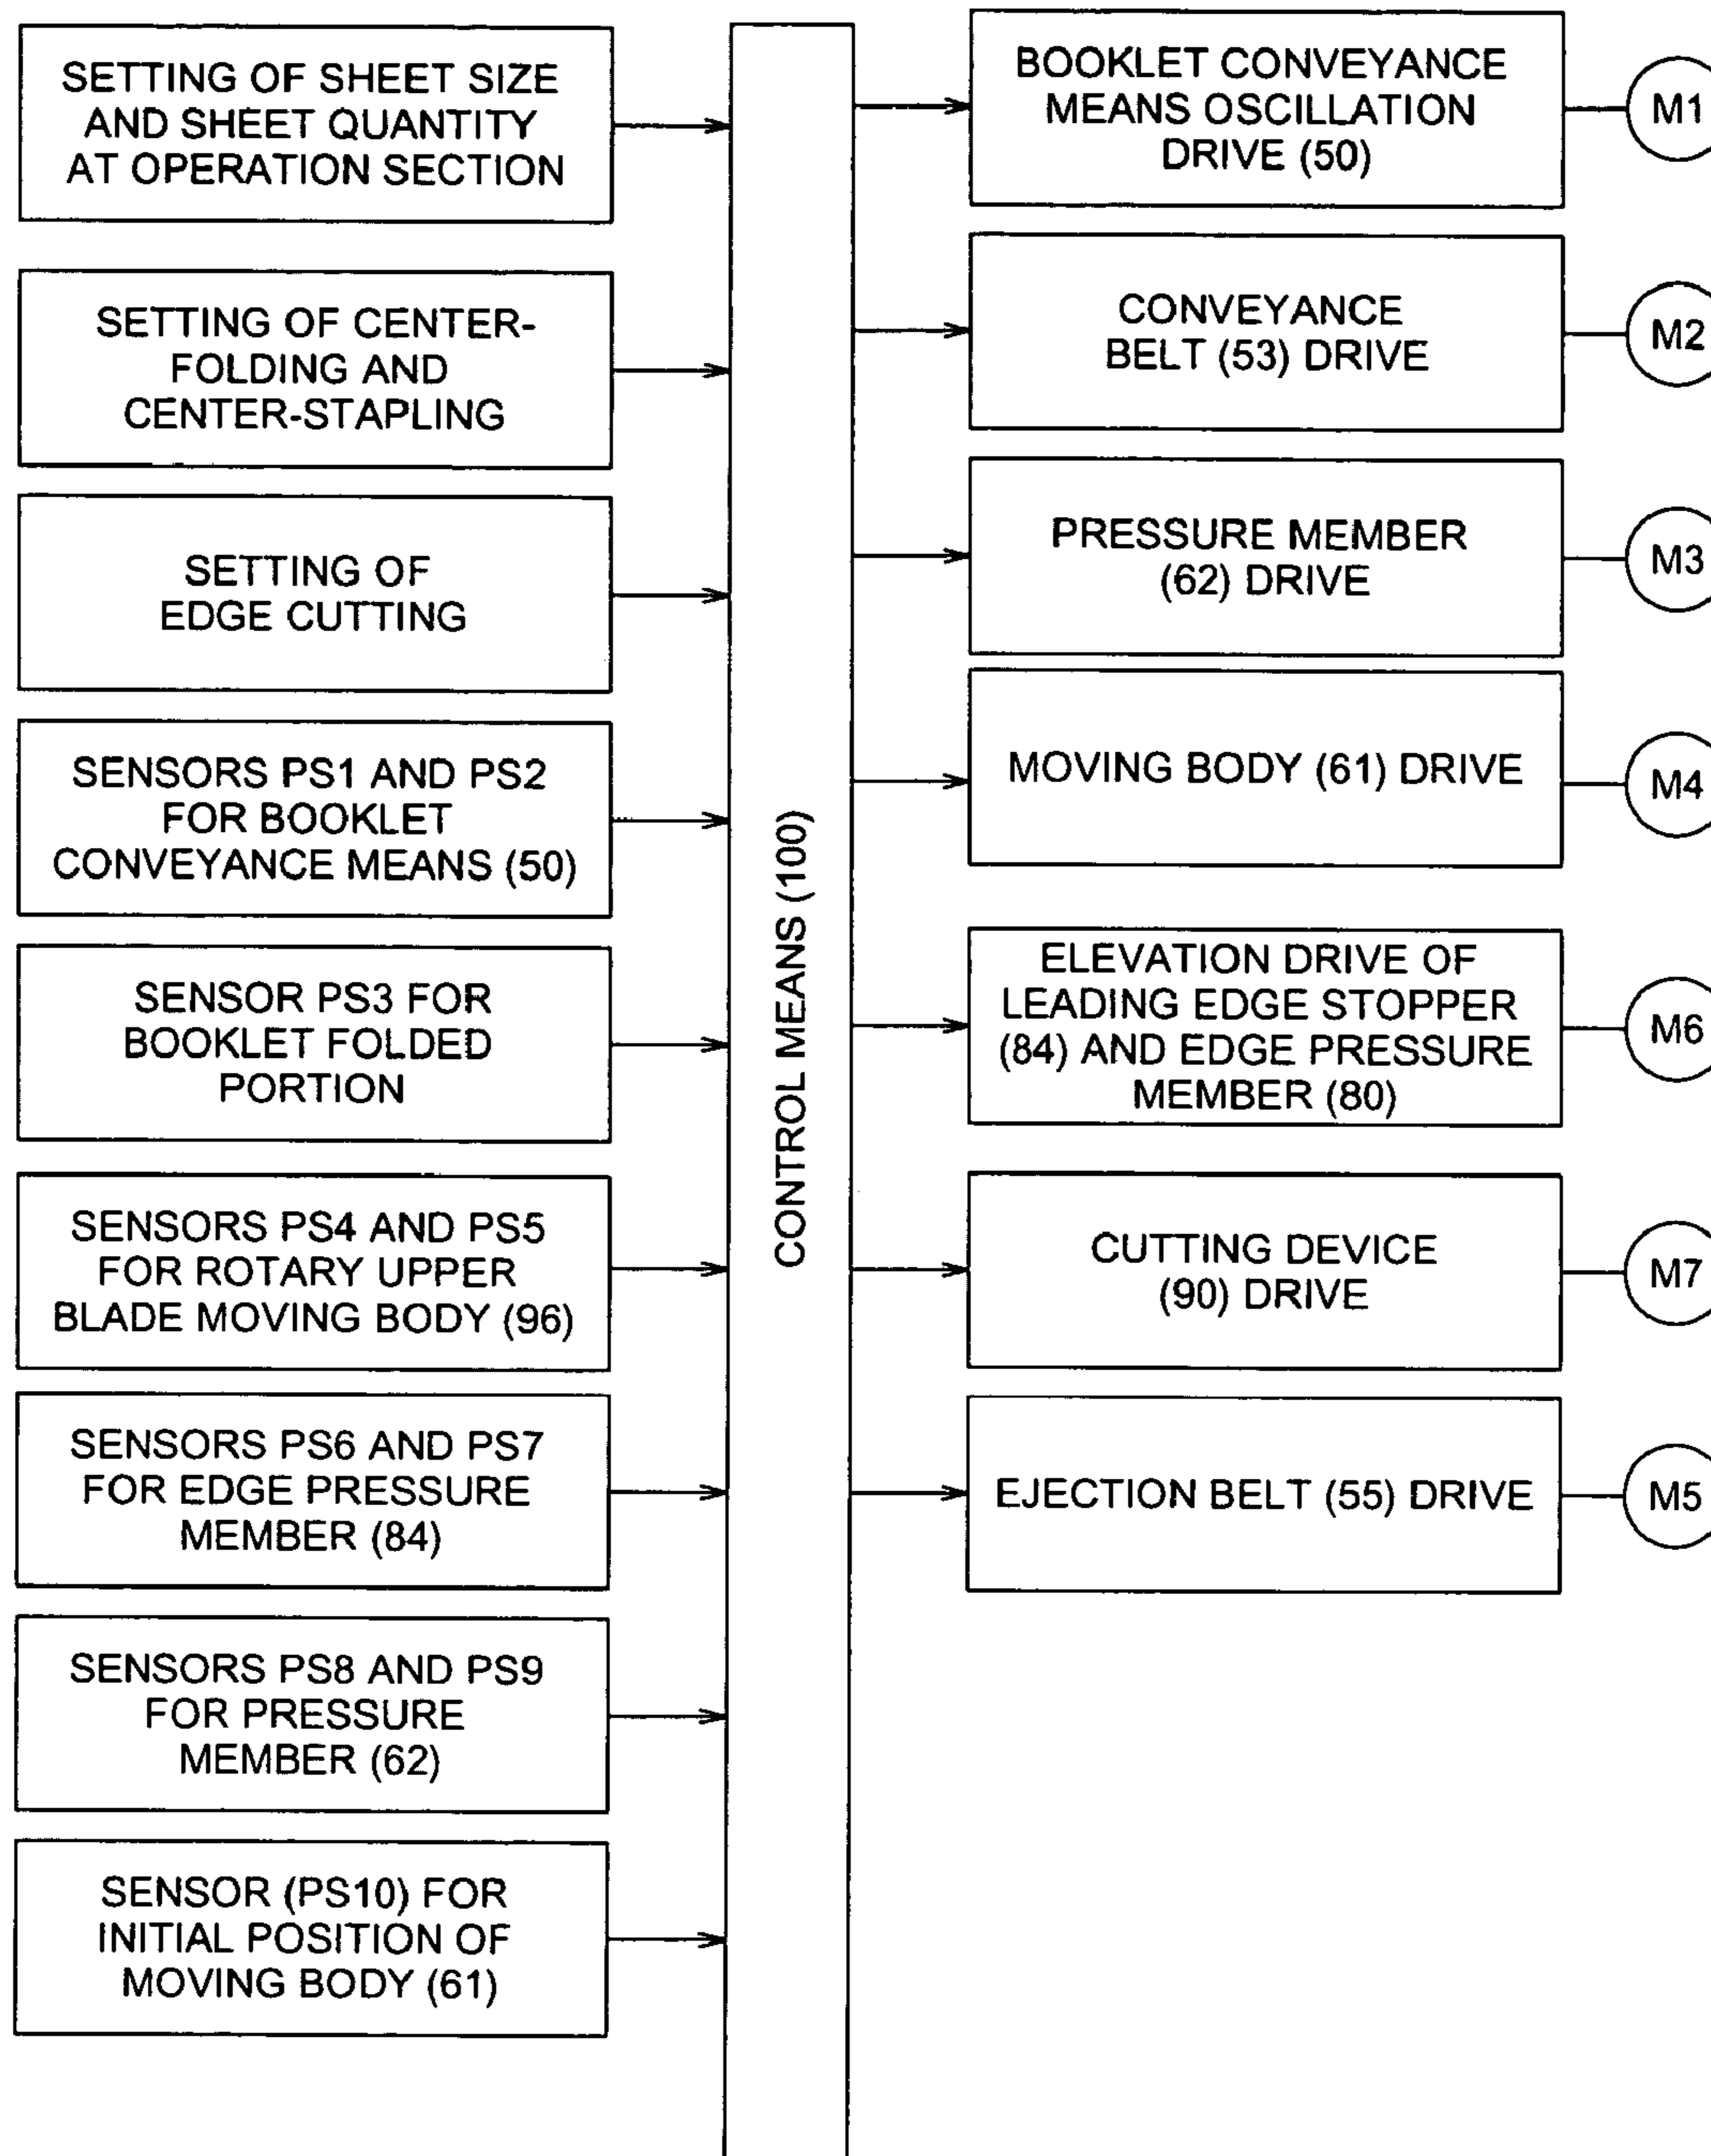 SETTING OF SHEET SIZE
AND SHEET QUANTITY
AT OPERATION SECTION
SETTING OF CENTER-
FOLDING AND
CENTER-STAPLING
SETTING OF
EDGE CUTTING
SENSORS PS1 AND PS2
FOR BOOKLET
CONVEYANCE MEANS (50)
SENSOR PS3 FOR
BOOKLET FOLDED
PORTION
SENSORS PS4 AND PS5
FOR ROTARY UPPER
BLADE MOVING BODY (96)
SENSORS PS6 AND PS7
FOR EDGE PRESSURE
MEMBER (84)
SENSORS PS8 AND PS9
FOR PRESSURE
MEMBER (62)
SENSOR (PS10) FOR
INITIAL POSITION OF
MOVING BODY (61)
CONTROL MEANS (100)
BOOKLET CONVEYANCE
MEANS OSCILLATION
DRIVE (50)
M1
CONVEYANCE
BELT (53) DRIVE
M2
PRESSURE MEMBER
(62) DRIVE
M3
MOVING BODY (61) DRIVE
M4
ELEVATION DRIVE OF
LEADING EDGE STOPPER
(84) AND EDGE PRESSURE
MEMBER (80)
M6
CUTTING DEVICE
(90) DRIVE
M7
EJECTION BELT (55) DRIVE
M5